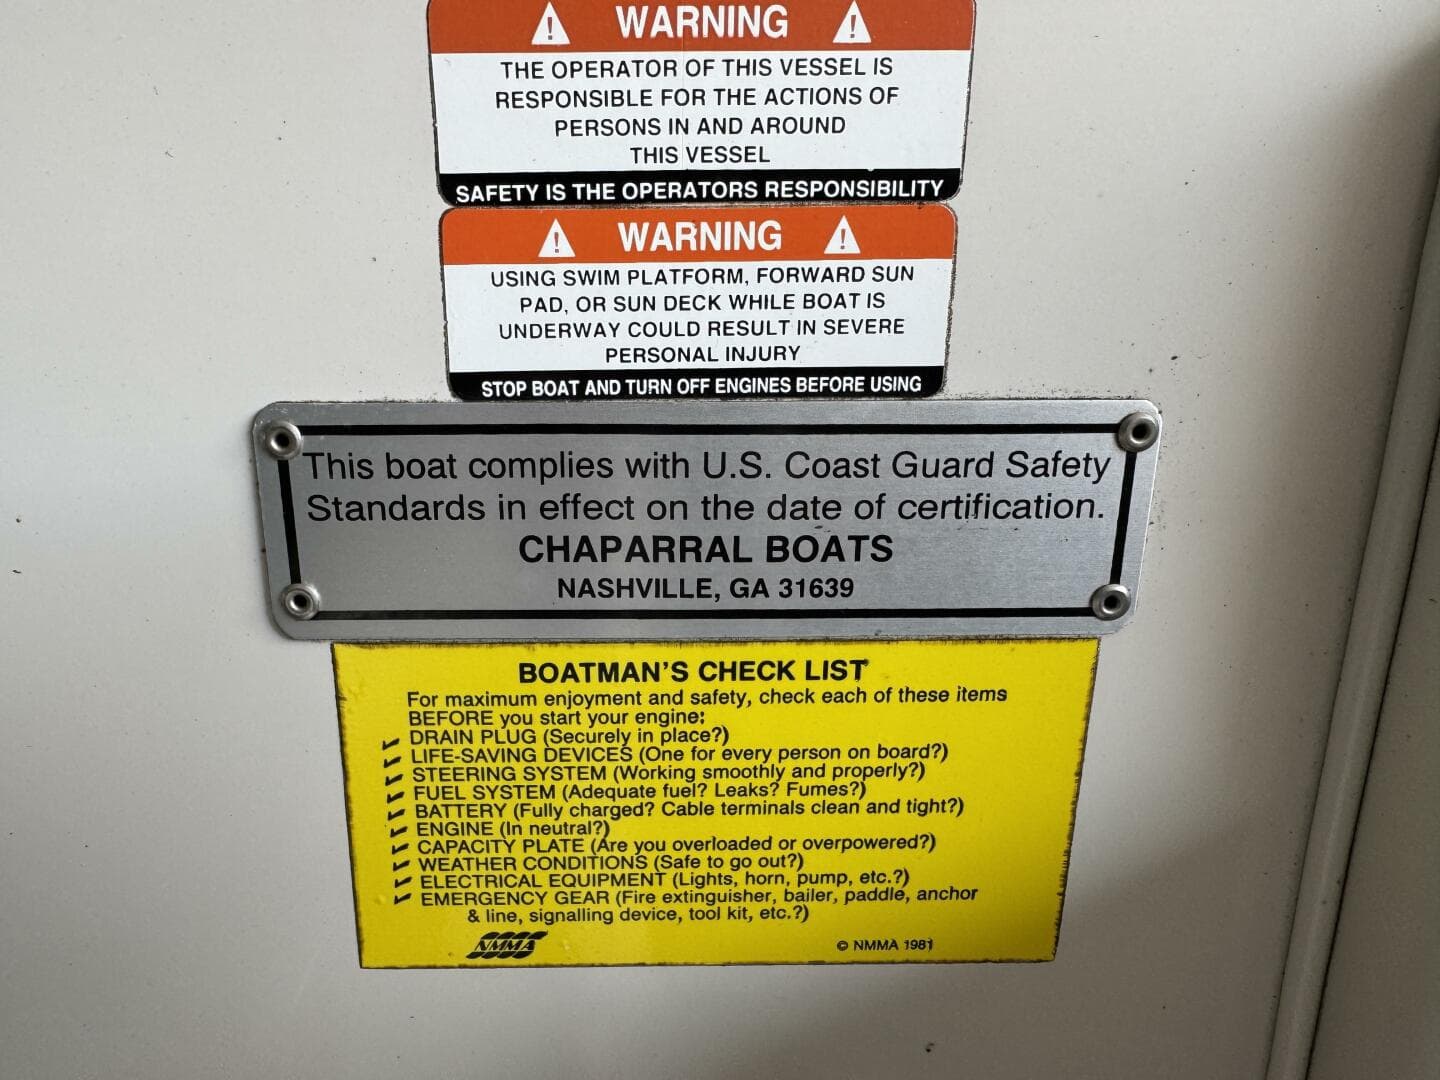 WARNING
THE OPERATOR OF THIS VESSEL IS
RESPONSIBLE FOR THE ACTIONS OF
PERSONS IN AND AROUND
THIS VESSEL
SAFETY IS THE OPERATORS RESPONSIBILITY
WARNING
USING SWIM PLATFORM, FORWARD SUN
PAD, OR SUN DECK WHILE BOAT IS
UNDERWAY COULD RESULT IN SEVERE
PERSONAL INJURY
STOP BOAT AND TURN OFF ENGINES BEFORE USING
This boat complies with U.S. Coast Guard Safety
Standards in effect on the date of certification.
CHAPARRAL BOATS
NASHVILLE, GA 31639
BOATMAN'S CHECK LIST
For maximum enjoyment and safety, check each of these items
BEFORE you start your engine:
DRAIN PLUG (Securely in place?)
LIFE-SAVING DEVICES (One for every person on board?)
STEERING SYSTEM (Working smoothly and properly?)
FUEL SYSTEM (Adequate fuel? Leaks? Fumes?)
BATTERY (Fully charged? Cable terminals clean and tight?)
ENGINE (In neutral?)
CAPACITY PLATE (Are you overloaded or overpowered?)
WEATHER CONDITIONS (Safe to go out?)
ELECTRICAL EQUIPMENT (Lights, horn, pump, etc.?)
EMERGENCY GEAR (Fire extinguisher, bailer, paddle, anchor
& line, signalling device, tool kit, etc.?)
NMMA
© NMMA 1981